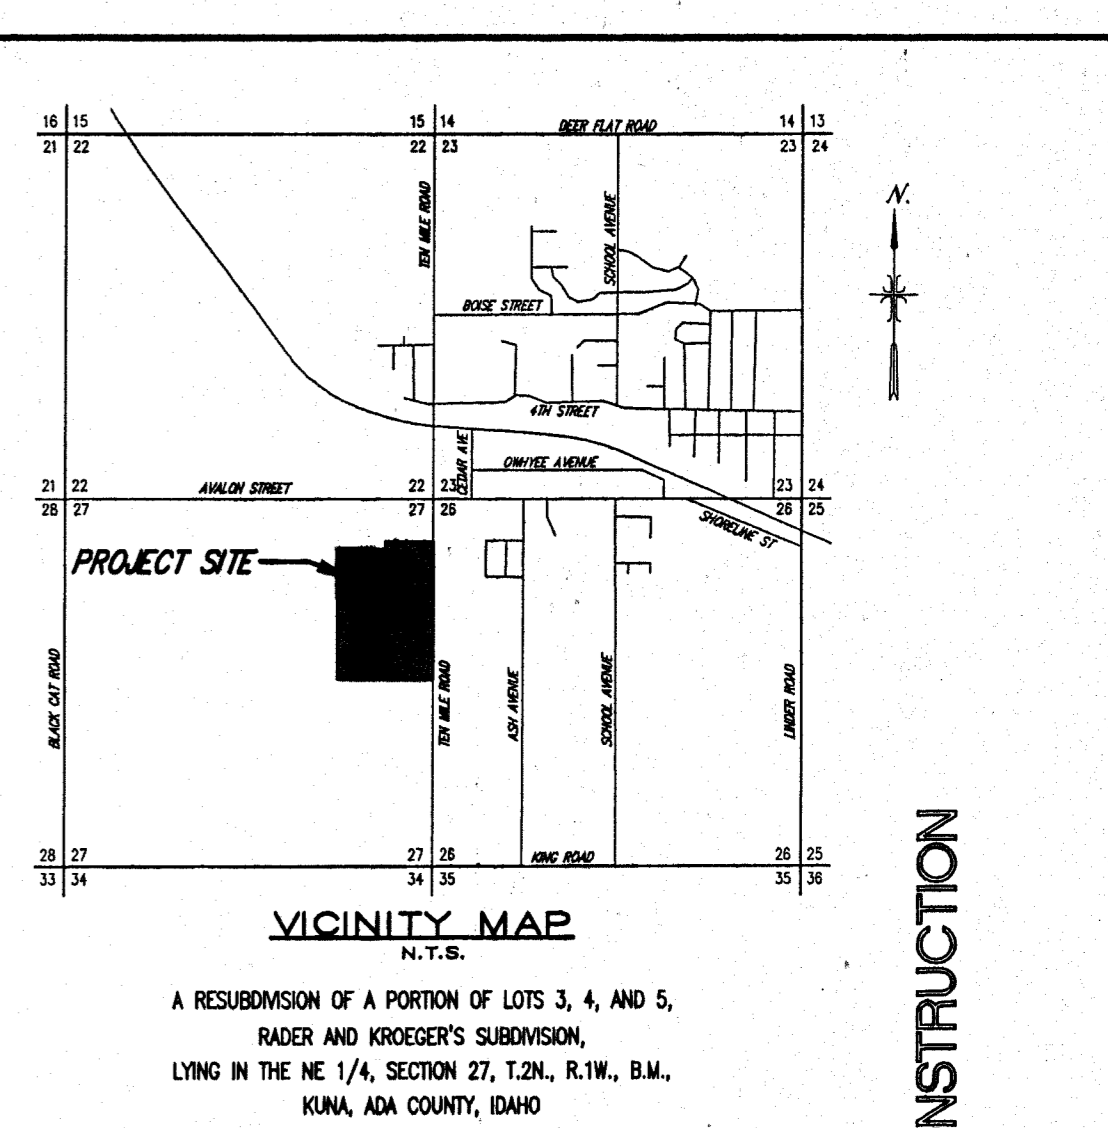 16 15
15 14
DEER FLAT ROAD
14 13
21 22
22 23
23 24
N.
TEN MILE ROAD
SCHOOL AVENUE
BOISE STREET
4TH STREET
CEDAR AVE
OWHYEE AVENUE
21 22
AVALON STREET
22 23
23 24
28 27
27 26
26 25
SHORELINE ST
PROJECT SITE
BLACK CAT ROAD
TEN MILE ROAD
ASH AVENUE
SCHOOL AVENUE
LINDER ROAD
28 27
27 26
KING ROAD
26 25
33 34
34 35
35 36
VICINITY MAP
N.T.S.
A RESUBDIVISION OF A PORTION OF LOTS 3, 4, AND 5,
RADER AND KROEGER'S SUBDIVISION,
LYING IN THE NE 1/4, SECTION 27, T.2N., R.1W., B.M.,
KUNA, ADA COUNTY, IDAHO
NSTRUCTION